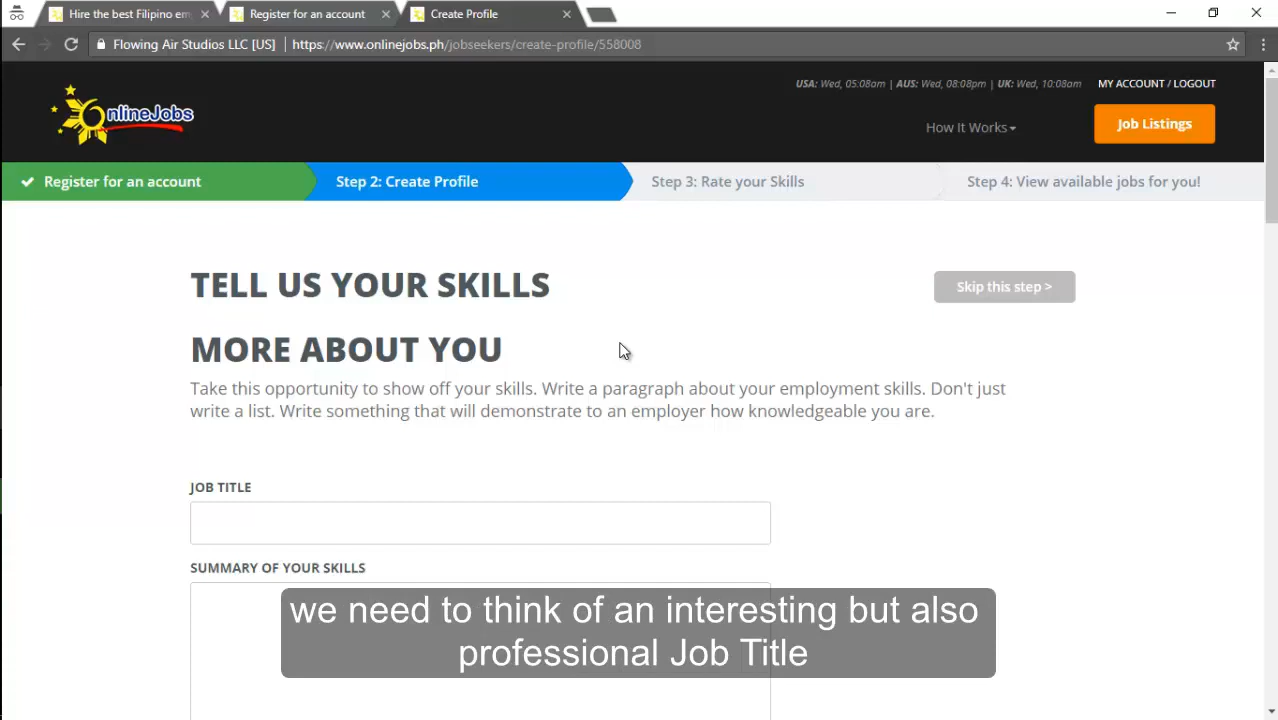 Hire the best Filipino em
Register for an account
Create Profile
Flowing Air Studios LLC [US] https://www.onlinejobs.ph/jobseekers/create-profile/558008
USA: Wed, 05:08am | AUS: Wed, 08:08pm | UK: Wed, 10:08am MY ACCOUNT / LOGOUT
OnlineJobs
How It Works
Job Listings
Register for an account
Step 2: Create Profile
Step 3: Rate your Skills
Step 4: View available jobs for you!
TELL US YOUR SKILLS
Skip this step >
MORE ABOUT YOU
Take this opportunity to show off your skills. Write a paragraph about your employment skills. Don't just
write a list. Write something that will demonstrate to an employer how knowledgeable you are.
JOB TITLE
SUMMARY OF YOUR SKILLS
we need to think of an interesting but also
professional Job Title